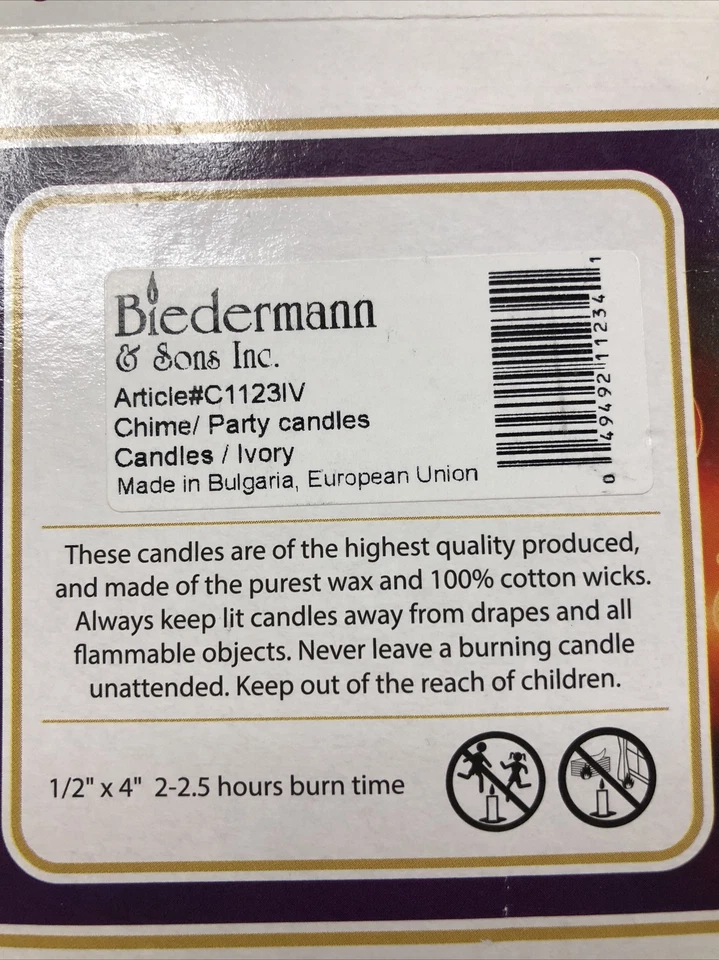 Biedermann
& Sons Inc.
Article#C1123IV
Chime/ Party candles
Candles / Ivory
Made in Bulgaria, European Union
0 49492 11234 1
These candles are of the highest quality produced,
and made of the purest wax and 100% cotton wicks.
Always keep lit candles away from drapes and all
flammable objects. Never leave a burning candle
unattended. Keep out of the reach of children.
1/2" x 4" 2-2.5 hours burn time